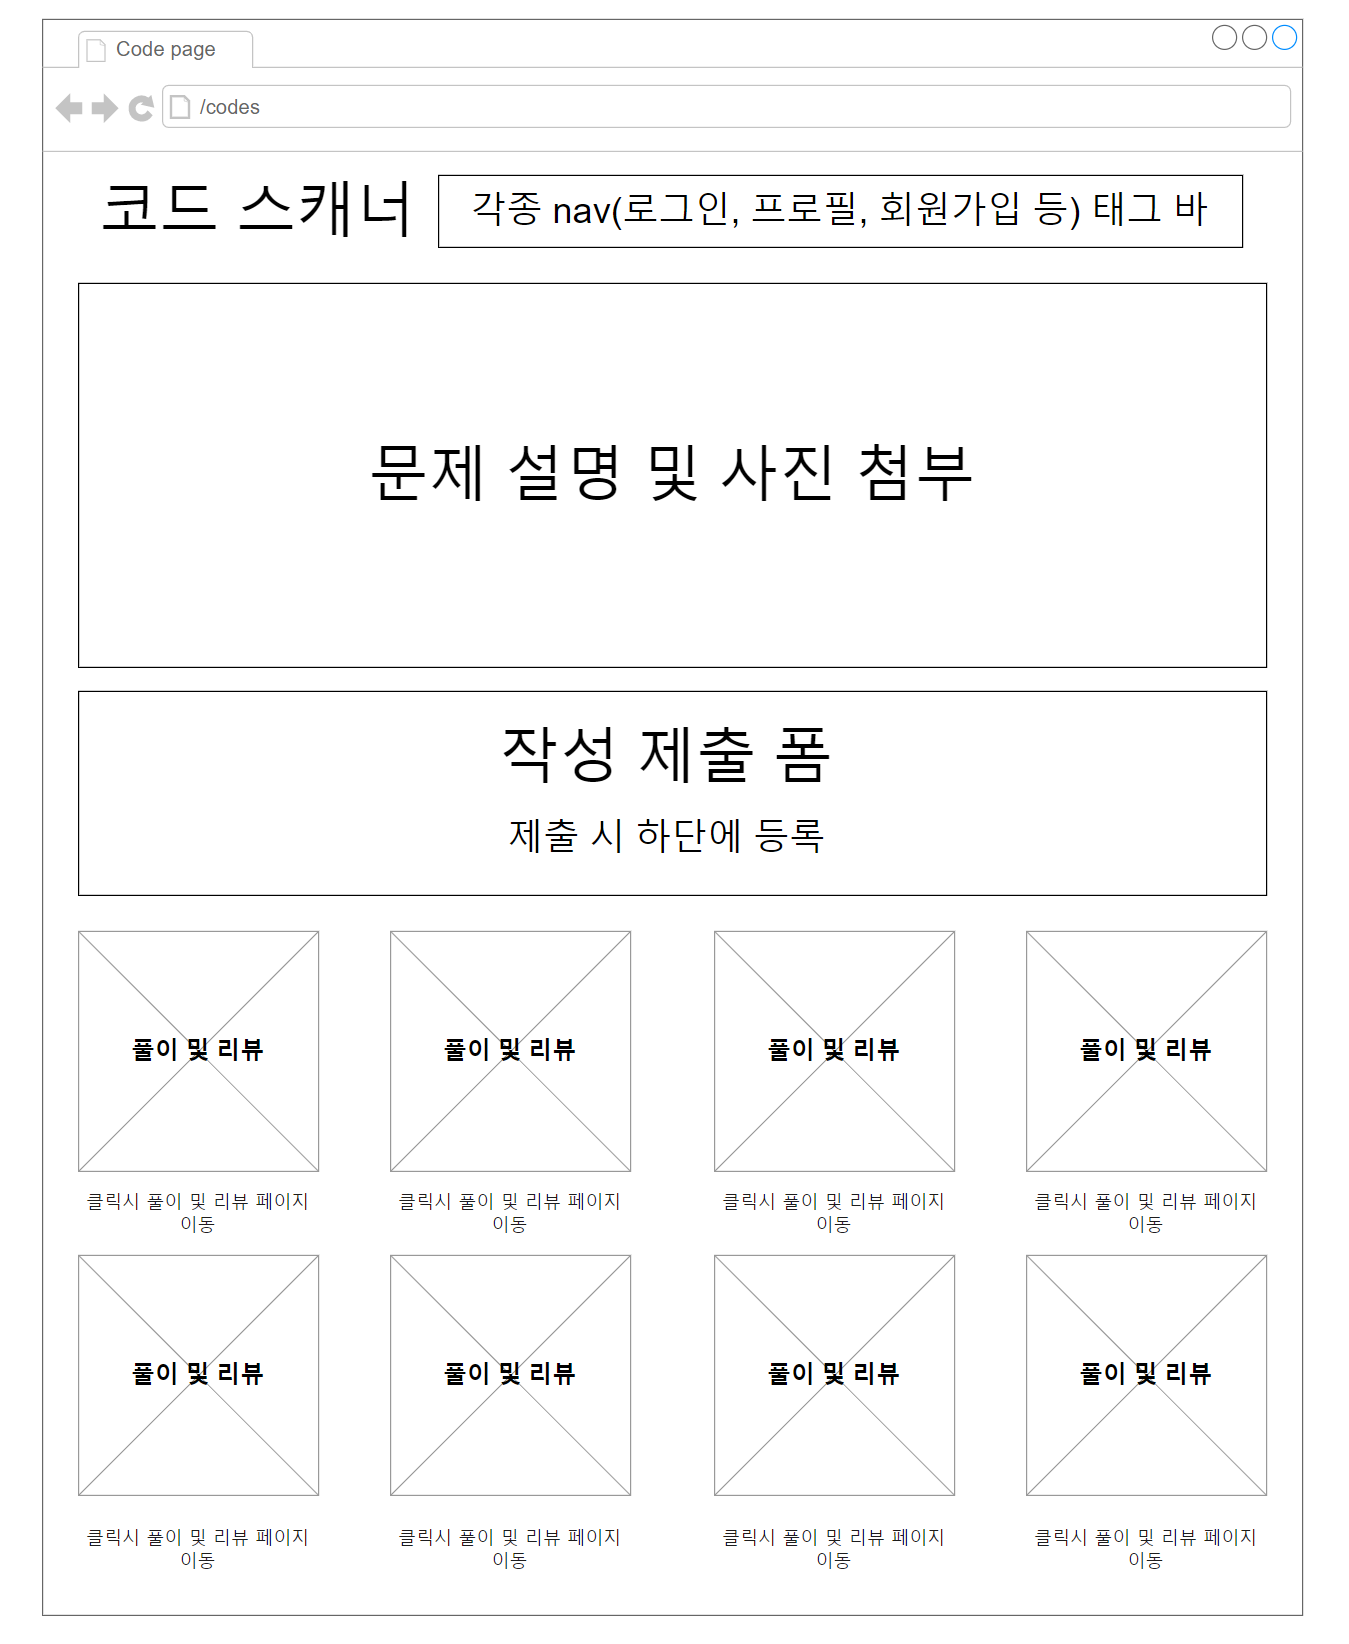 Code page
/codes
코드 스캐너
각종 nav(로그인, 프로필, 회원가입 등) 태그 바
문제 설명 및 사진 첨부
작성 제출 폼
제출 시 하단에 등록
풀이 및 리뷰
풀이 및 리뷰
풀이 및 리뷰
풀이 및 리뷰
클릭시 풀이 및 리뷰 페이지
이동
클릭시 풀이 및 리뷰 페이지
이동
클릭시 풀이 및 리뷰 페이지
이동
클릭시 풀이 및 리뷰 페이지
이동
풀이 및 리뷰
풀이 및 리뷰
풀이 및 리뷰
풀이 및 리뷰
클릭시 풀이 및 리뷰 페이지
이동
클릭시 풀이 및 리뷰 페이지
이동
클릭시 풀이 및 리뷰 페이지
이동
클릭시 풀이 및 리뷰 페이지
이동